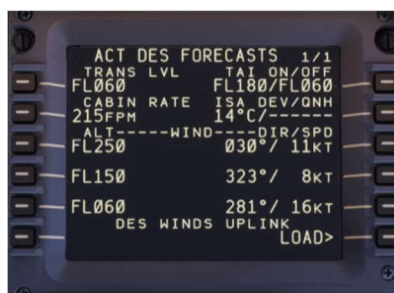 ACT DES FORECASTS 1/1
TRANS LVL TAI ON/OFF
FL060 FL180/FL060
CABIN RATE ISA DEV/QNH
215FPM 14°C/------
ALT-----WIND----DIR/SPD
FL250 030°/ 11KT
FL150 323°/ 8KT
FL060 281°/ 16KT
DES WINDS UPLINK
LOAD>